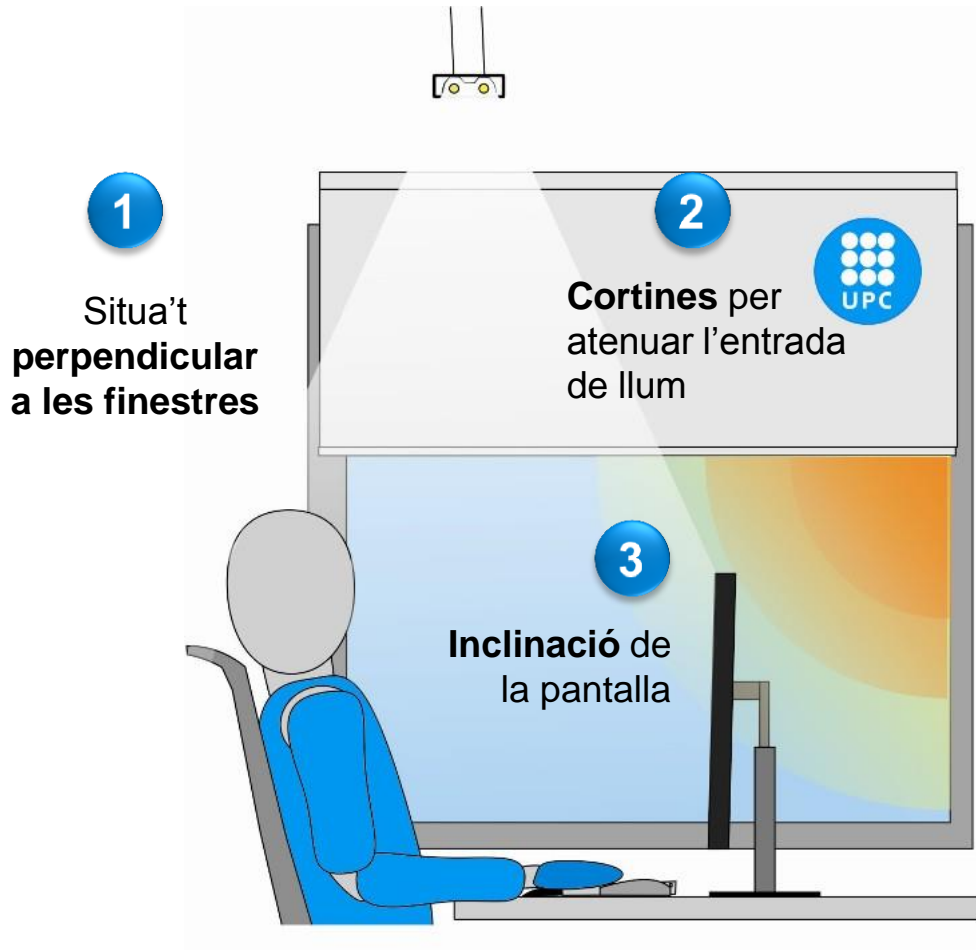 1
Situa’t
perpendicular
a les finestres
2
Cortines per
atenuar l’entrada
de llum
UPC
3
Inclinació de
la pantalla